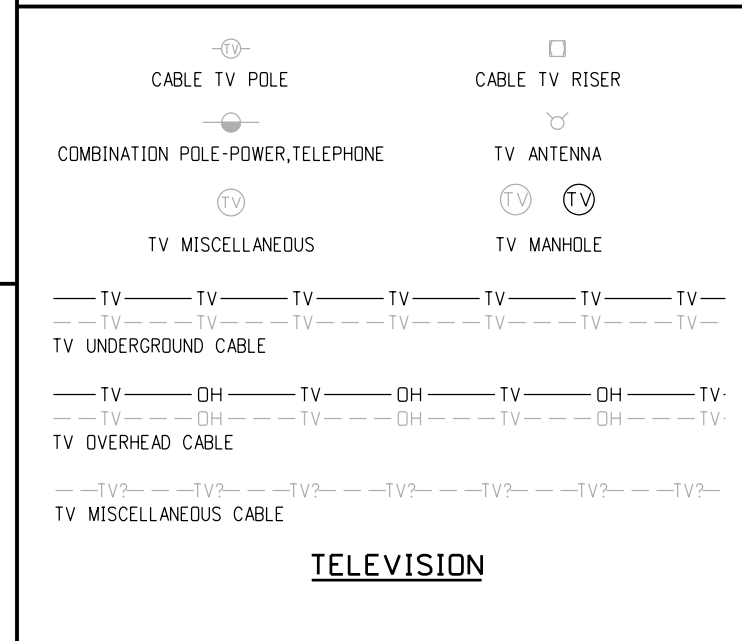 TV
CABLE TV POLE CABLE TV RISER
COMBINATION POLE-POWER,TELEPHONE TV ANTENNA
TV TV TV
TV MISCELLANEOUS TV MANHOLE
TV TV TV TV TV TV TV
TV TV TV TV TV TV TV
TV UNDERGROUND CABLE
TV OH TV OH TV OH TV
TV OH TV OH TV OH TV
TV OVERHEAD CABLE
TV? TV? TV? TV? TV? TV? TV?
TV MISCELLANEOUS CABLE
TELEVISION